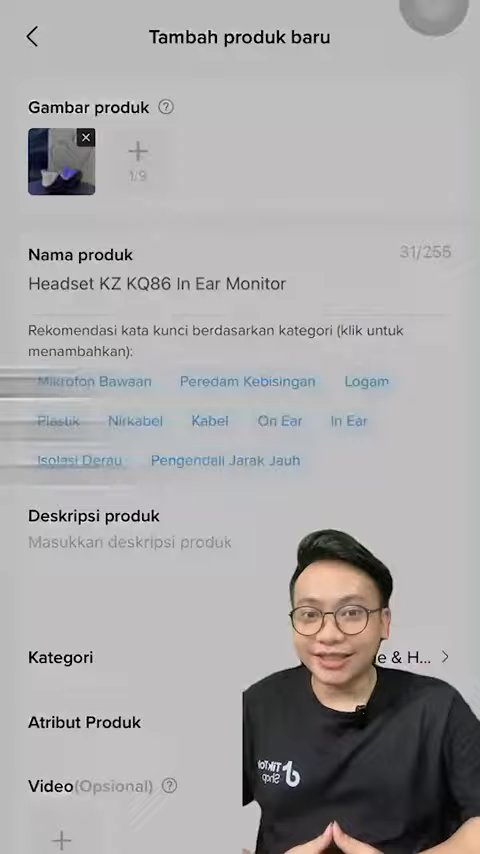 Tambah produk baru
Gambar produk
1/9
Nama produk
31/255
Headset KZ KQ86 In Ear Monitor
Rekomendasi kata kunci berdasarkan kategori (klik untuk
menambahkan):
Mikrofon Bawaan Peredam Kebisingan Logam
Plastik Nirkabel Kabel On Ear In Ear
Isolasi Derau Pengendali Jarak Jauh
Deskripsi produk
Masukkan deskripsi produk
Kategori
e & H...
Atribut Produk
TikTok
Shop
Video(Opsional)